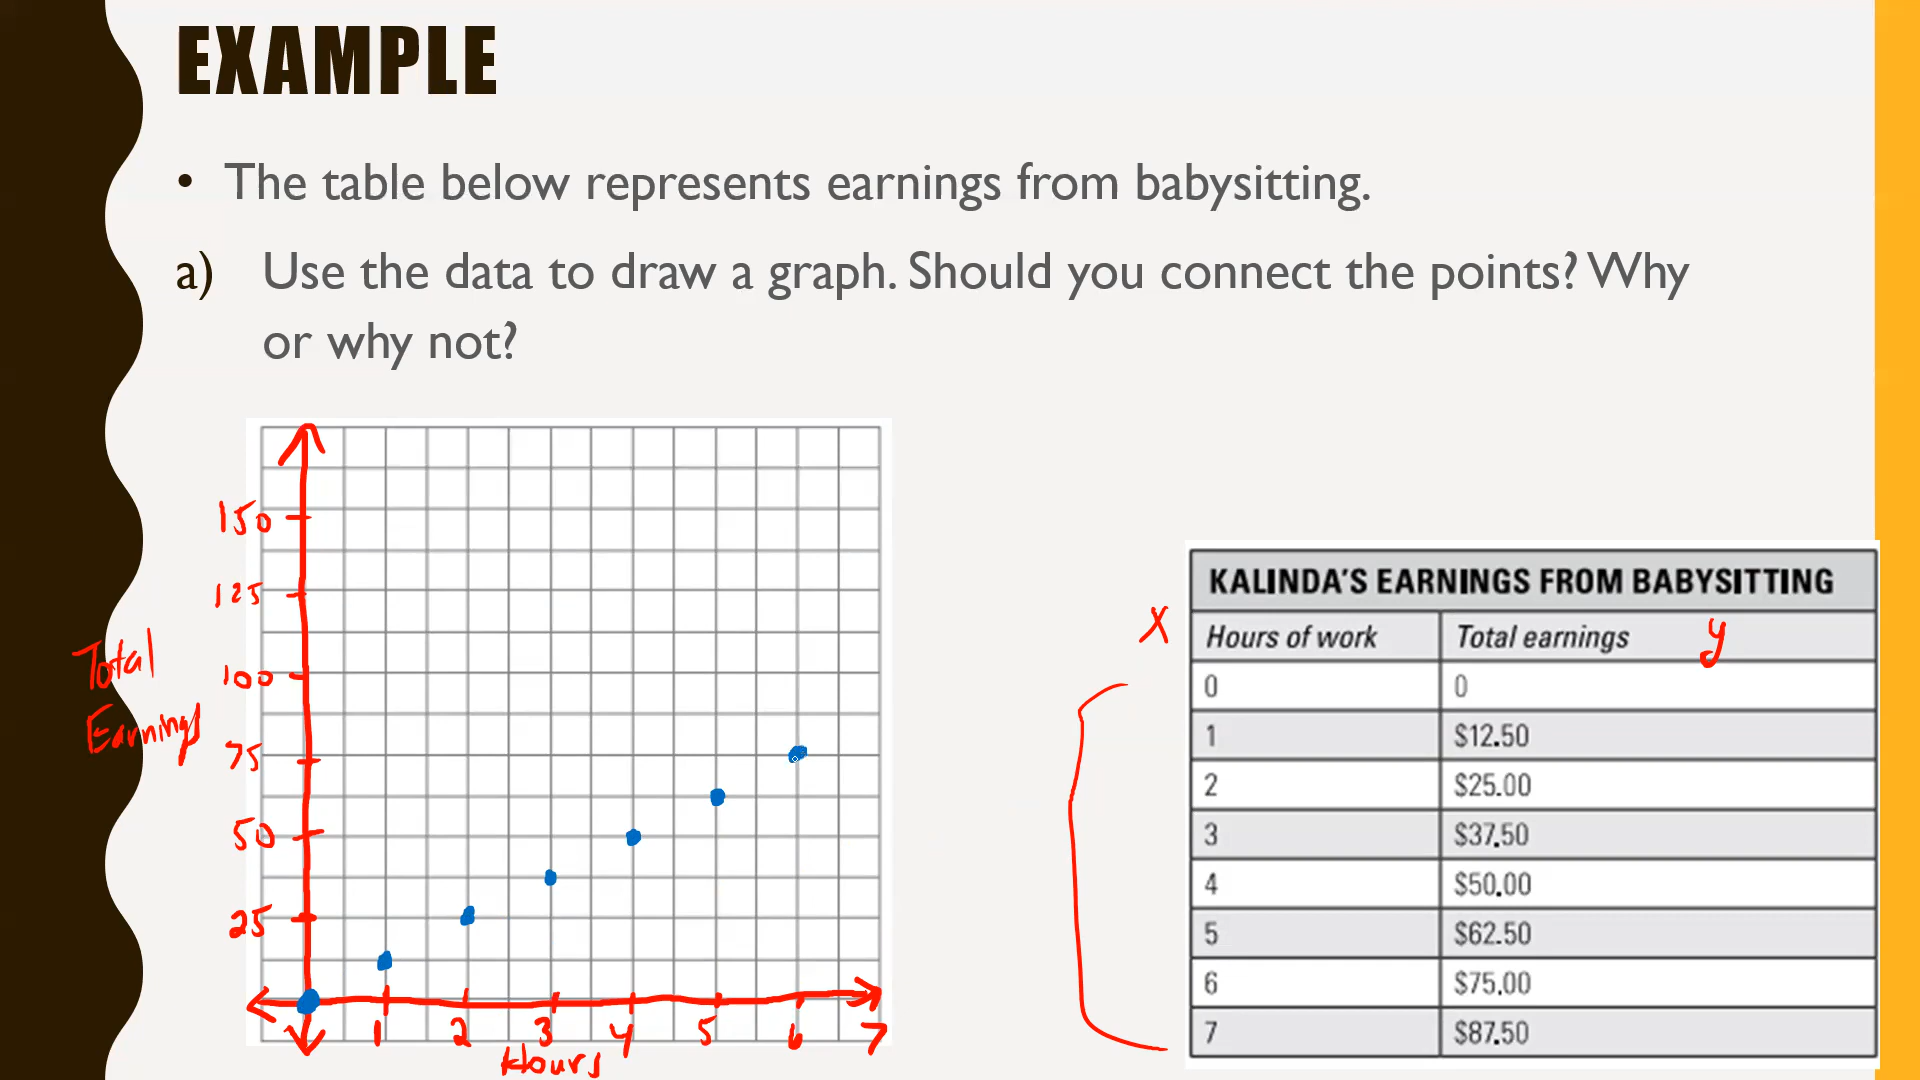 EXAMPLE
• The table below represents earnings from babysitting.
a) Use the data to draw a graph. Should you connect the points? Why
or why not?
150
125
Total
100
Earnings
75
50
25
1 2 3 4 5 6 7
Hours
KALINDA'S EARNINGS FROM BABYSITTING
x Hours of work Total earnings y
0 0
1 $12.50
2 $25.00
3 $37.50
4 $50.00
5 $62.50
6 $75.00
7 $87.50